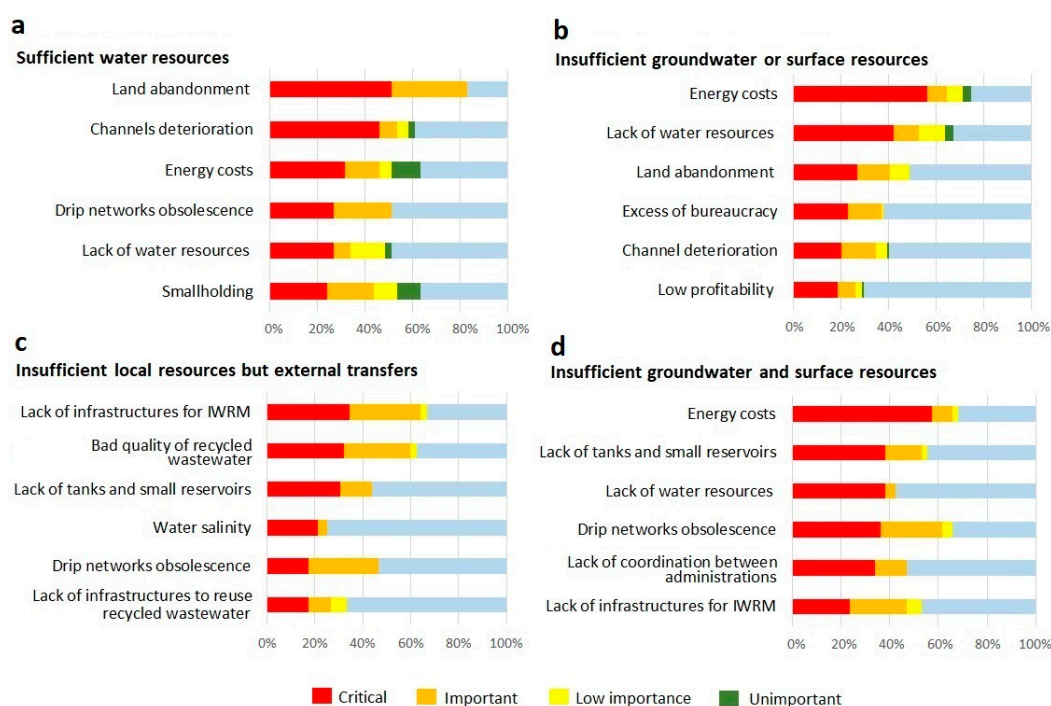 a
Sufficient water resources
Land abandonment
Channels deterioration
Energy costs
Drip networks obsolescence
Lack of water resources
Smallholding
0% 20% 40% 60% 80% 100%
b
Insufficient groundwater or surface resources
Energy costs
Lack of water resources
Land abandonment
Excess of bureaucracy
Channel deterioration
Low profitability
0% 20% 40% 60% 80% 100%
c
Insufficient local resources but external transfers
Lack of infrastructures for IWRM
Bad quality of recycled
wastewater
Lack of tanks and small reservoirs
Water salinity
Drip networks obsolescence
Lack of infrastructures to reuse
recycled wastewater
0% 20% 40% 60% 80% 100%
d
Insufficient groundwater and surface resources
Energy costs
Lack of tanks and small reservoirs
Lack of water resources
Drip networks obsolescence
Lack of coordination between
administrations
Lack of infrastructures for IWRM
0% 20% 40% 60% 80% 100%
Critical Important Low importance Unimportant